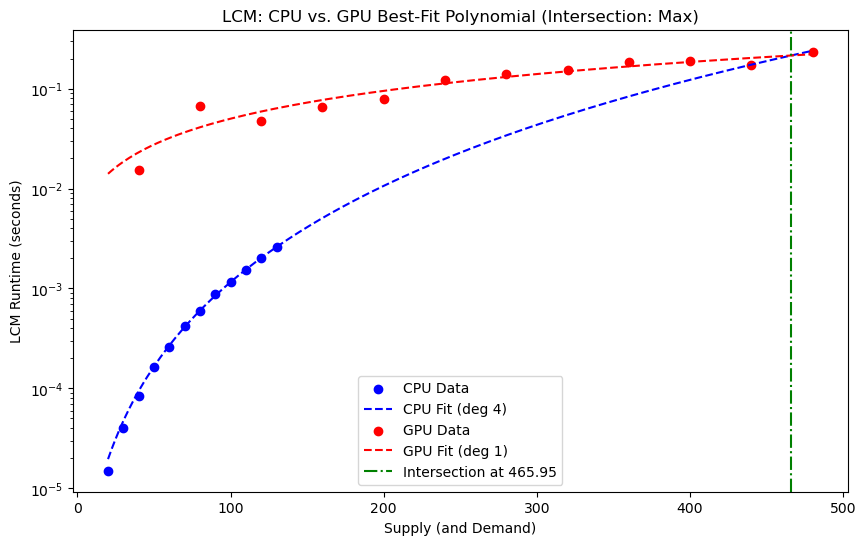 LCM: CPU vs. GPU Best-Fit Polynomial (Intersection: Max)
LCM Runtime (seconds)
10⁻¹
10⁻²
10⁻³
10⁻⁴
10⁻⁵
CPU Data
CPU Fit (deg 4)
GPU Data
GPU Fit (deg 1)
Intersection at 465.95
0 100 200 300 400 500
Supply (and Demand)